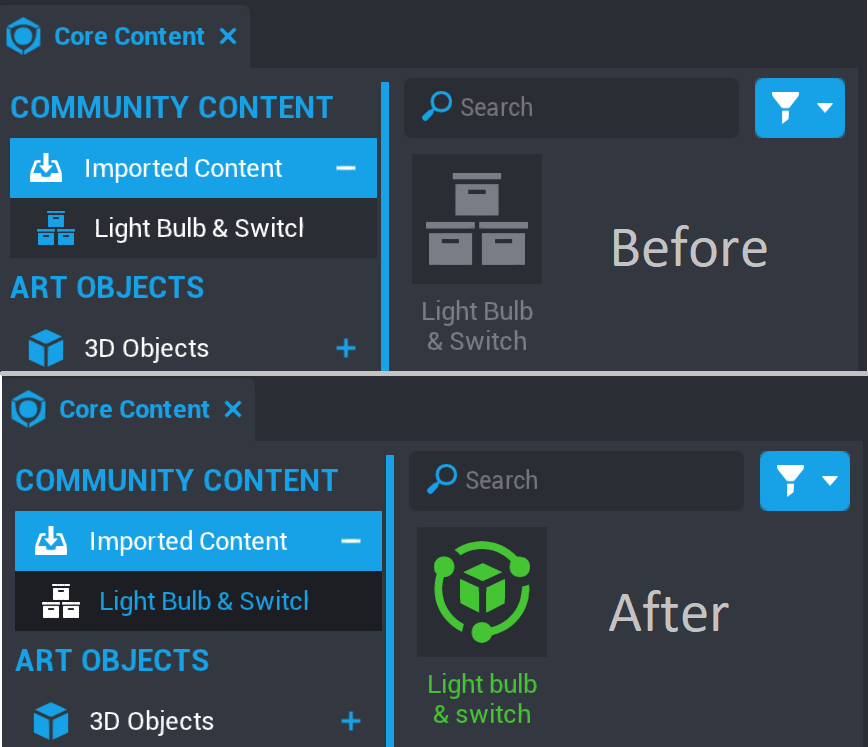 Core Content
COMMUNITY CONTENT
Search
Imported Content
Light Bulb & Switcl
Before
ART OBJECTS
Light Bulb
& Switch
3D Objects
Core Content
COMMUNITY CONTENT
Search
Imported Content
Light Bulb & Switcl
After
ART OBJECTS
Light bulb
& switch
3D Objects